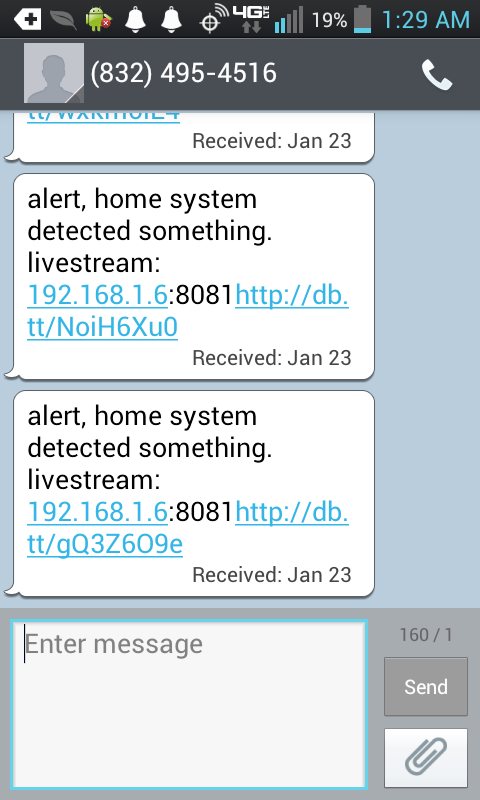 4G LTE 19% 1:29 AM
(832) 495-4516
Received: Jan 23
alert, home system
detected something.
livestream:
192.168.1.6:8081http://db.
tt/NoiH6Xu0
Received: Jan 23
alert, home system
detected something.
livestream:
192.168.1.6:8081http://db.
tt/gQ3Z6O9e
Received: Jan 23
Enter message
160 / 1
Send